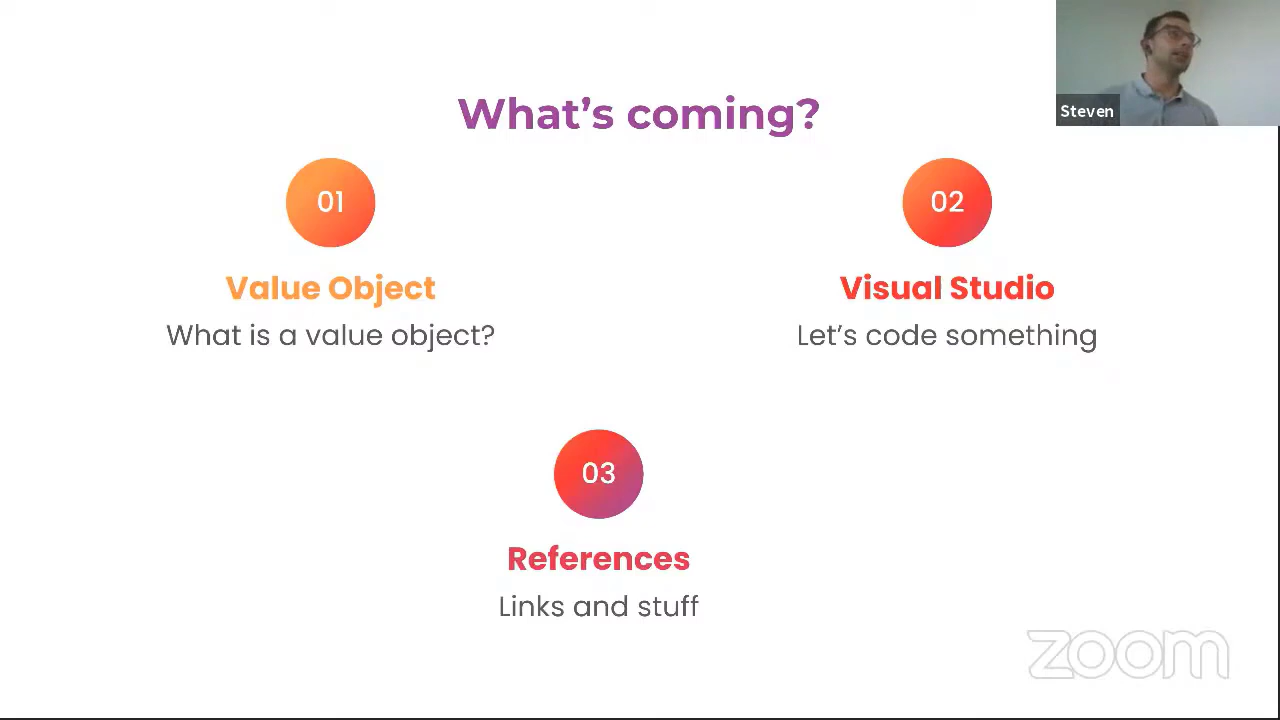 What's coming?
Steven
01
Value Object
What is a value object?
02
Visual Studio
Let's code something
03
References
Links and stuff
zoom